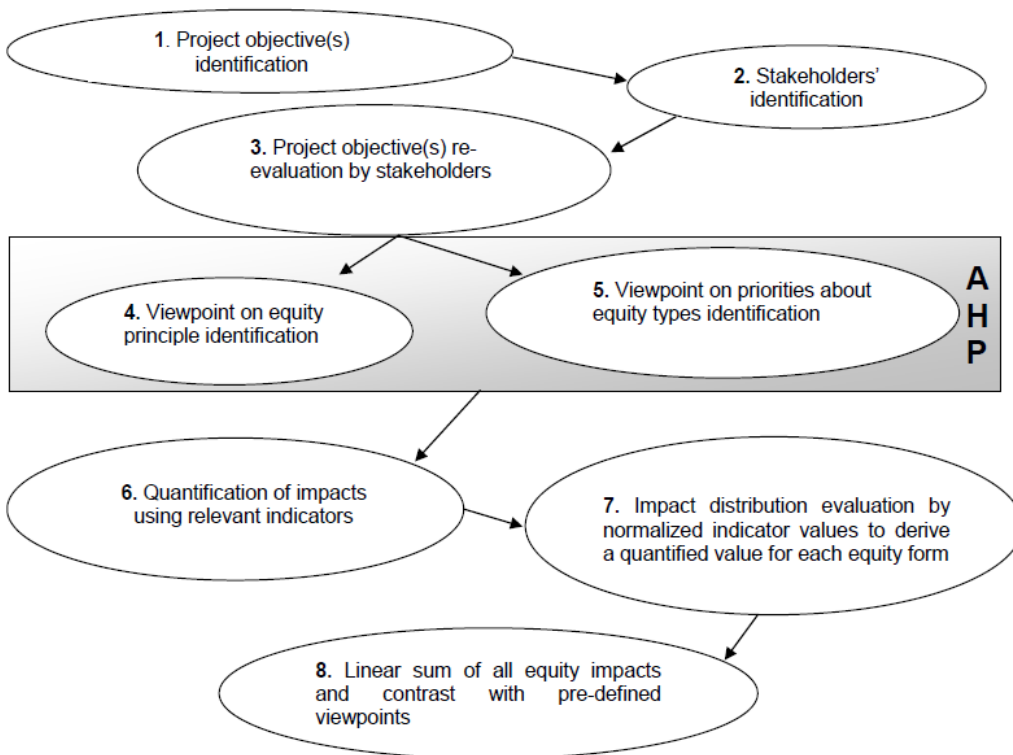 1. Project objective(s)
identification
2. Stakeholders’
identification
3. Project objective(s) re-
evaluation by stakeholders
4. Viewpoint on equity
principle identification
5. Viewpoint on priorities about
equity types identification
A
H
P
6. Quantification of impacts
using relevant indicators
7. Impact distribution evaluation by
normalized indicator values to derive
a quantified value for each equity form
8. Linear sum of all equity impacts
and contrast with pre-defined
viewpoints